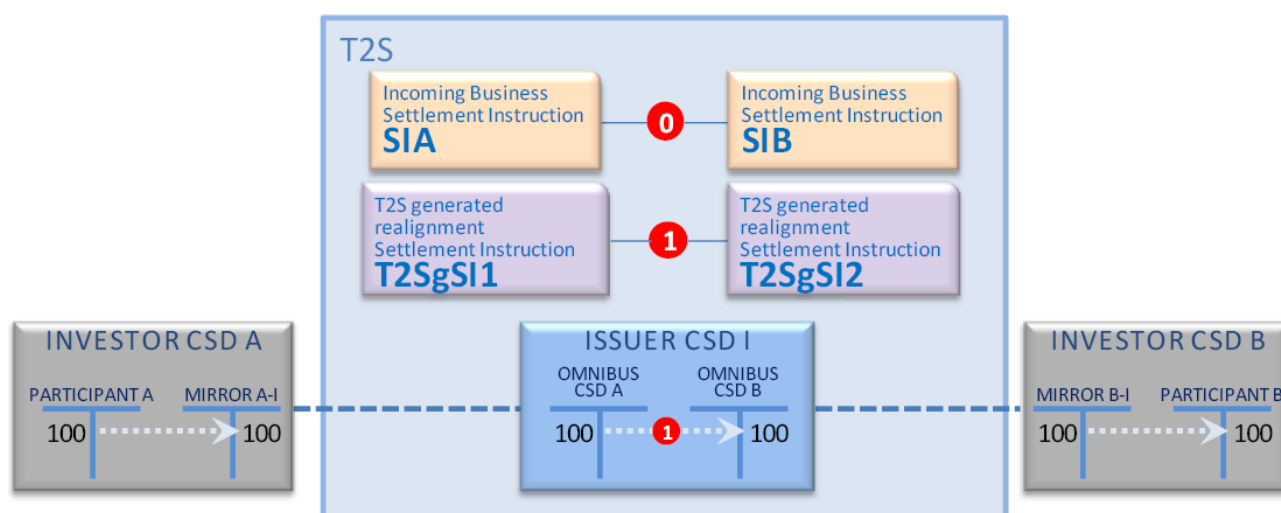 T2S
Incoming Business
Settlement Instruction
SIA
0
Incoming Business
Settlement Instruction
SIB
T2S generated
realignment
Settlement Instruction
T2SgSI1
1
T2S generated
realignment
Settlement Instruction
T2SgSI2
INVESTOR CSD A
PARTICIPANT A
MIRROR A-I
100
100
ISSUER CSD I
OMNIBUS
CSD A
OMNIBUS
CSD B
100
1
100
INVESTOR CSD B
MIRROR B-I
PARTICIPANT B
100
100